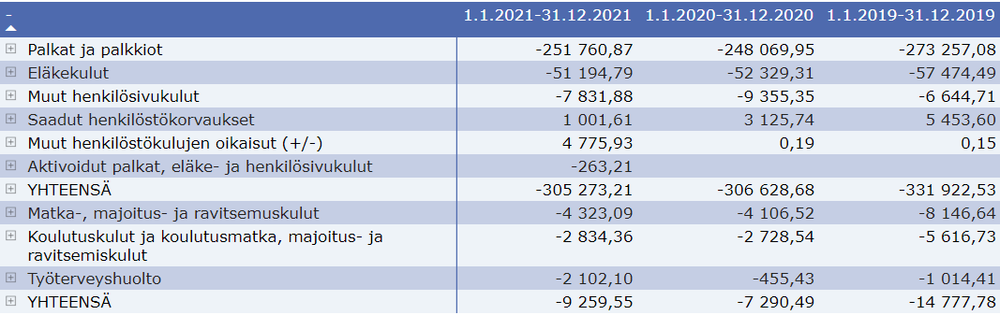 - 1.1.2021-31.12.2021 1.1.2020-31.12.2020 1.1.2019-31.12.2019
Palkat ja palkkiot -251 760,87 -248 069,95 -273 257,08
Eläkekulut -51 194,79 -52 329,31 -57 474,49
Muut henkilösivukulut -7 831,88 -9 355,35 -6 644,71
Saadut henkilöstökorvaukset 1 001,61 3 125,74 5 453,60
Muut henkilöstökulujen oikaisut (+/-) 4 775,93 0,19 0,15
Aktivoidut palkat, eläke- ja henkilösivukulut -263,21
YHTEENSÄ -305 273,21 -306 628,68 -331 922,53
Matka-, majoitus- ja ravitsemuskulut -4 323,09 -4 106,52 -8 146,64
Koulutuskulut ja koulutusmatka, majoitus- ja -2 834,36 -2 728,54 -5 616,73
ravitsemiskulut
Työterveyshuolto -2 102,10 -455,43 -1 014,41
YHTEENSÄ -9 259,55 -7 290,49 -14 777,78